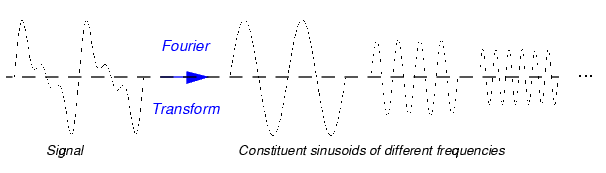 Fourier
Transform
...
Signal
Constituent sinusoids of different frequencies